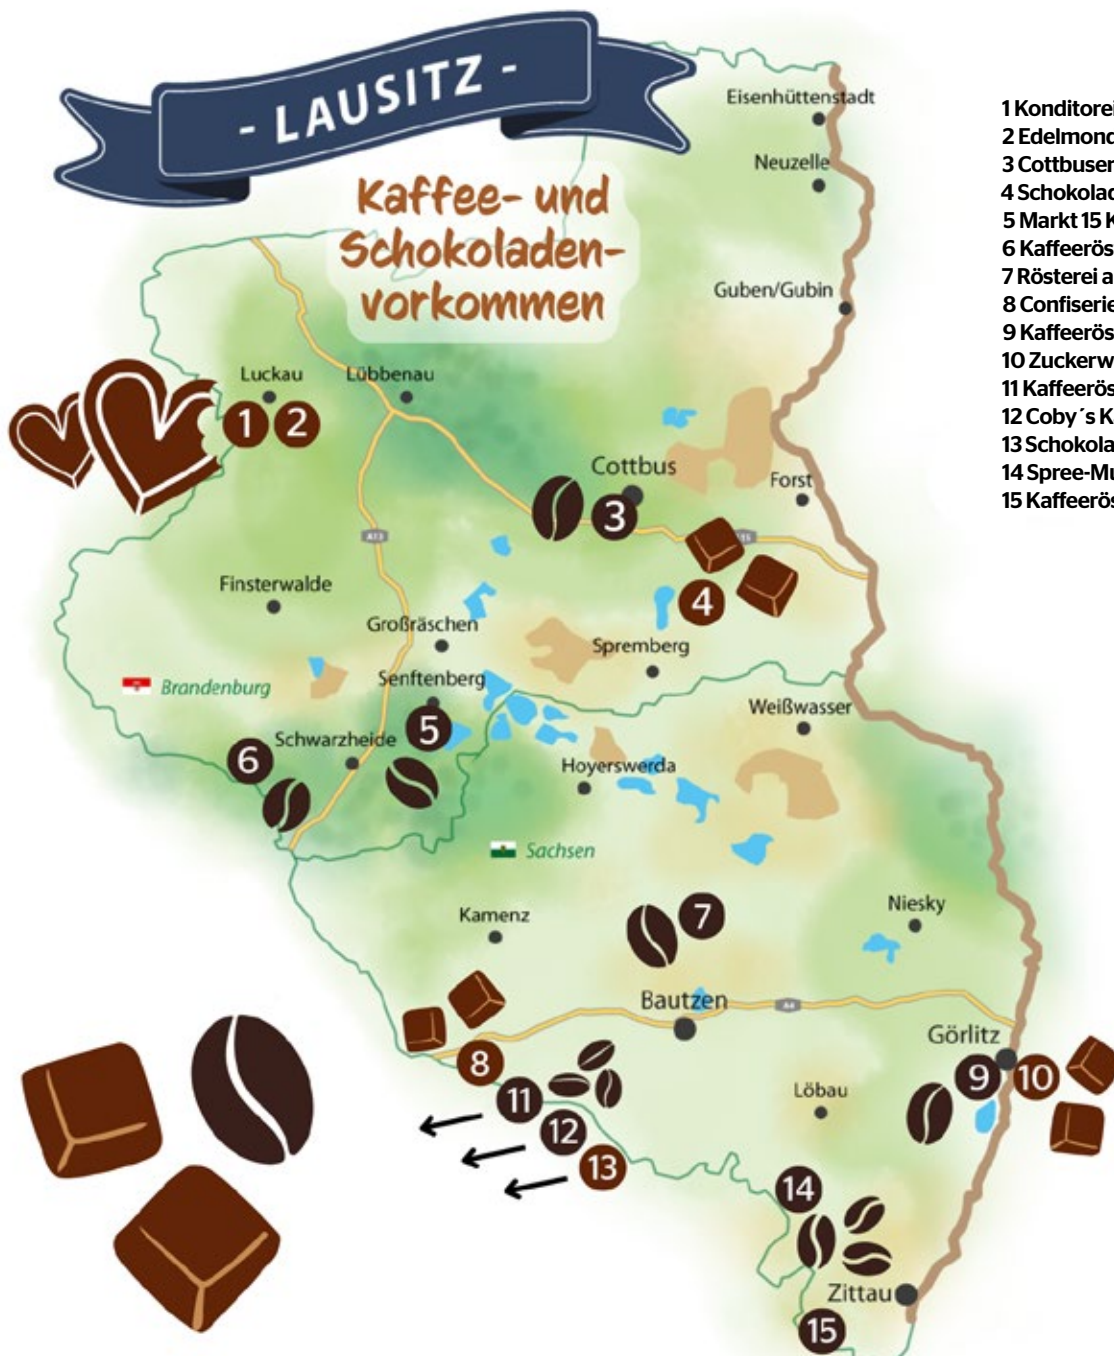 - LAUSITZ -
Kaffee- und
Schokoladen-
vorkommen
1 Konditorei
2 Edelmond
3 Cottbuser
4 Schokolad
5 Markt 15 K
6 Kaffeerös
7 Rösterei a
8 Confiserie
9 Kaffeerös
10 Zuckerw
11 Kaffeerös
12 Coby´s K
13 Schokola
14 Spree-Mu
15 Kaffeerös
Eisenhüttenstadt
Neuzelle
Guben/Gubin
Luckau
Lübbenau
1
2
Cottbus
Forst
3
A13
15
4
Finsterwalde
Großräschen
Spremberg
Brandenburg
Senftenberg
Weißwasser
5
Schwarzheide
6
Hoyerswerda
Sachsen
Kamenz
7
Niesky
Bautzen
A4
Görlitz
8
9
10
Löbau
11
12
13
14
Zittau
15